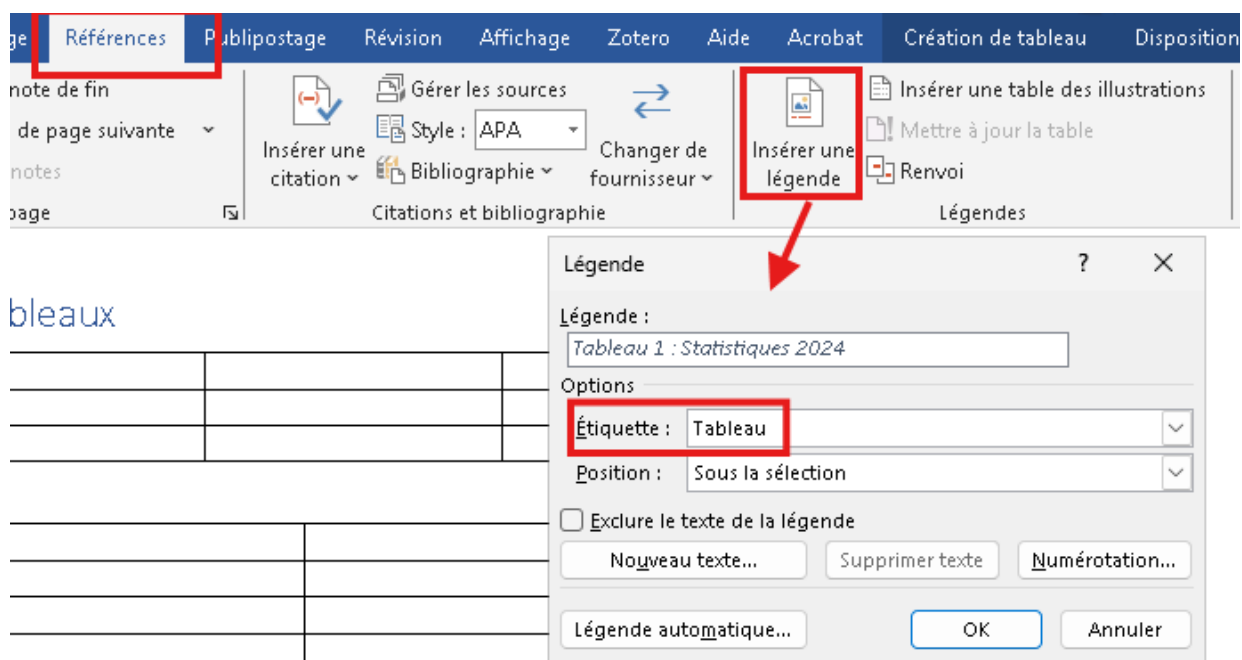 ge Références Publipostage Révision Affichage Zotero Aide Acrobat Création de tableau Disposition
note de fin
de page suivante
notes
page
Insérer une
citation
Gérer les sources
Style : APA
Bibliographie
Changer de
fournisseur
Citations et bibliographie
Insérer une
légende
Insérer une table des illustrations
Mettre à jour la table
Renvoi
Légendes
bleaux
Légende ?
Légende :
Tableau 1 : Statistiques 2024
Options
Étiquette : Tableau
Position : Sous la sélection
Exclure le texte de la légende
Nouveau texte... Supprimer texte Numérotation...
Légende automatique... OK Annuler